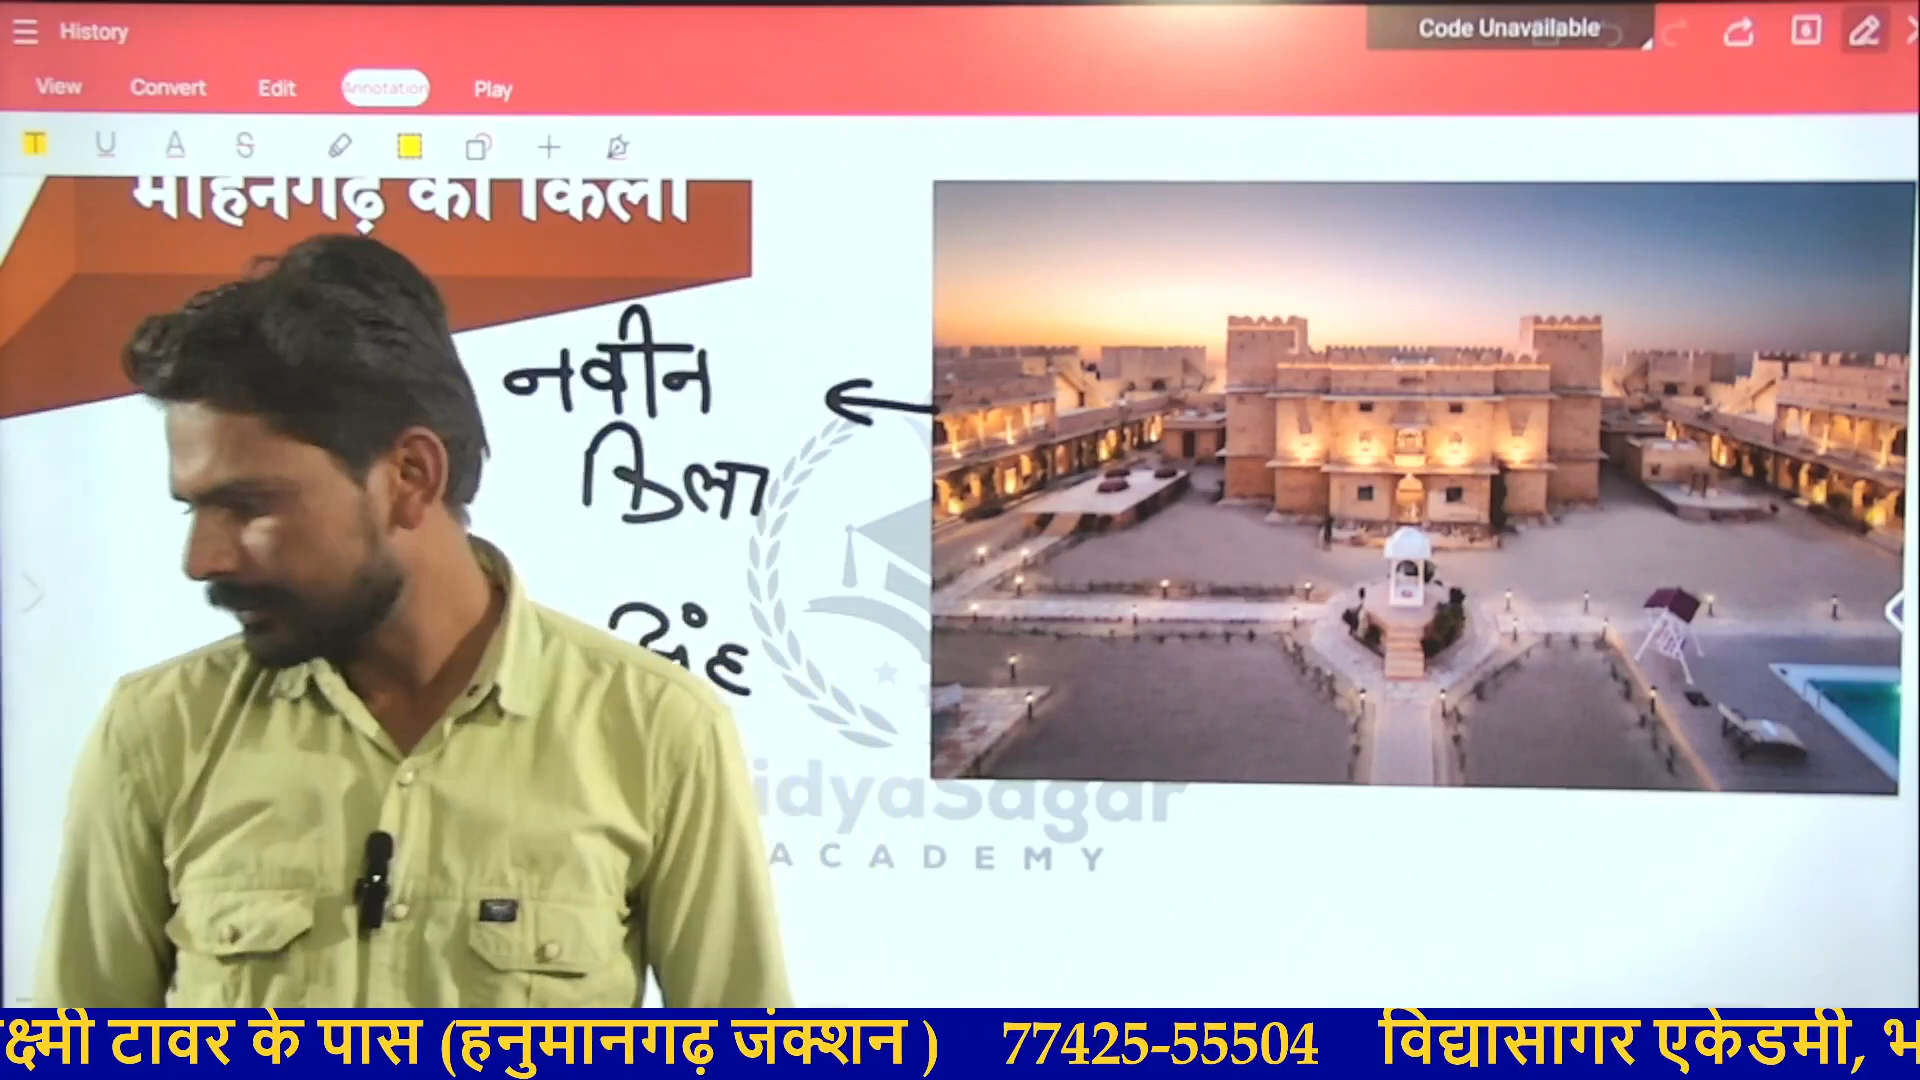 History
Code Unavailable
View Convert Edit Annotation Play
T U A S
मोहनगढ़ का किला
नवीन
किला
सिंह
idyaSagar
ACADEMY
क्ष्मी टावर के पास (हनुमानगढ़ जंक्शन ) 77425-55504 विद्यासागर एकेडमी, भ